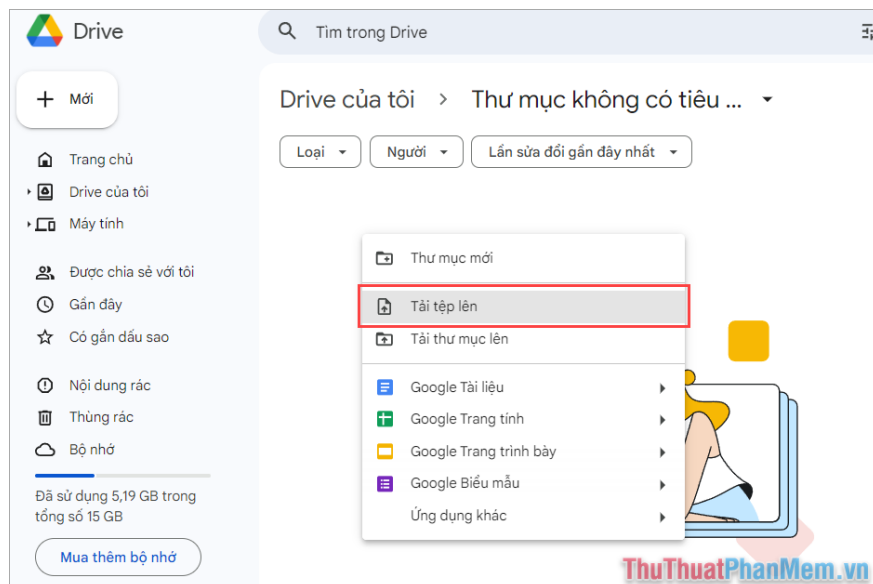 Drive
Tìm trong Drive
Mới
Trang chủ
Drive của tôi
Máy tính
Được chia sẻ với tôi
Gần đây
Có gắn dấu sao
Nội dung rác
Thùng rác
Bộ nhớ
Đã sử dụng 5,19 GB trong
tổng số 15 GB
Mua thêm bộ nhớ
Drive của tôi > Thư mục không có tiêu ...
Loại Người Lần sửa đổi gần đây nhất
Thư mục mới
Tải tệp lên
Tải thư mục lên
Google Tài liệu
Google Trang tính
Google Trang trình bày
Google Biểu mẫu
Ứng dụng khác
ThuThuatPhanMem.vn